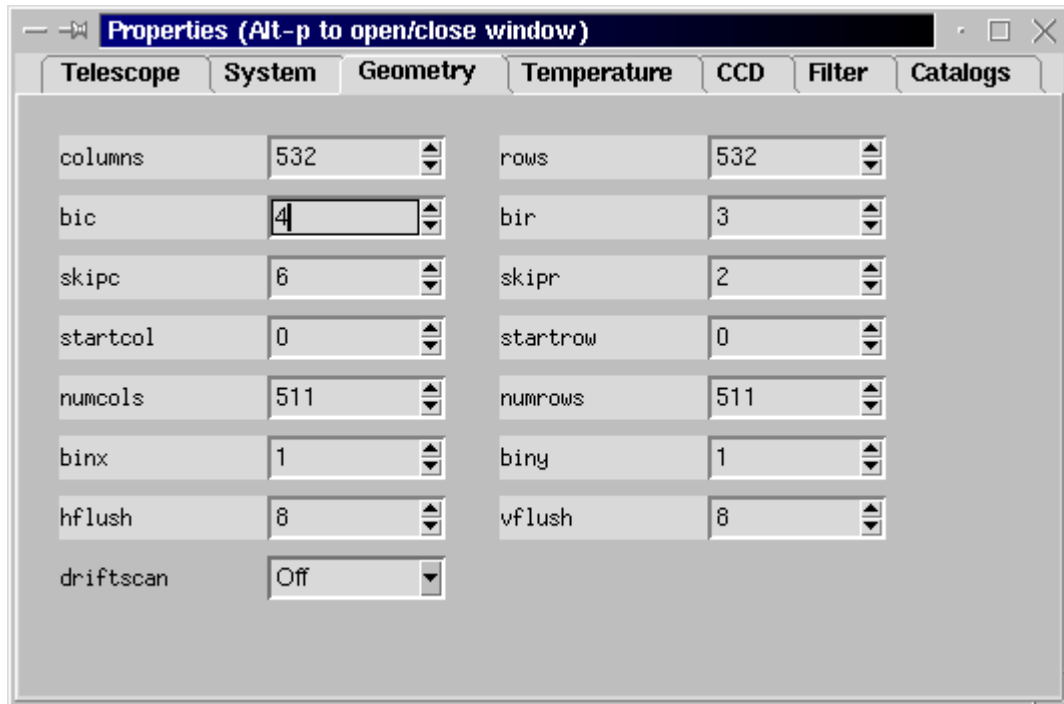 Properties (Alt-p to open/close window)
Telescope System Geometry Temperature CCD Filter Catalogs
columns 532 rows 532
bic 4 bir 3
skipc 6 skipr 2
startcol 0 startrow 0
numcols 511 numrows 511
binx 1 biny 1
hflush 8 vflush 8
driftscan Off